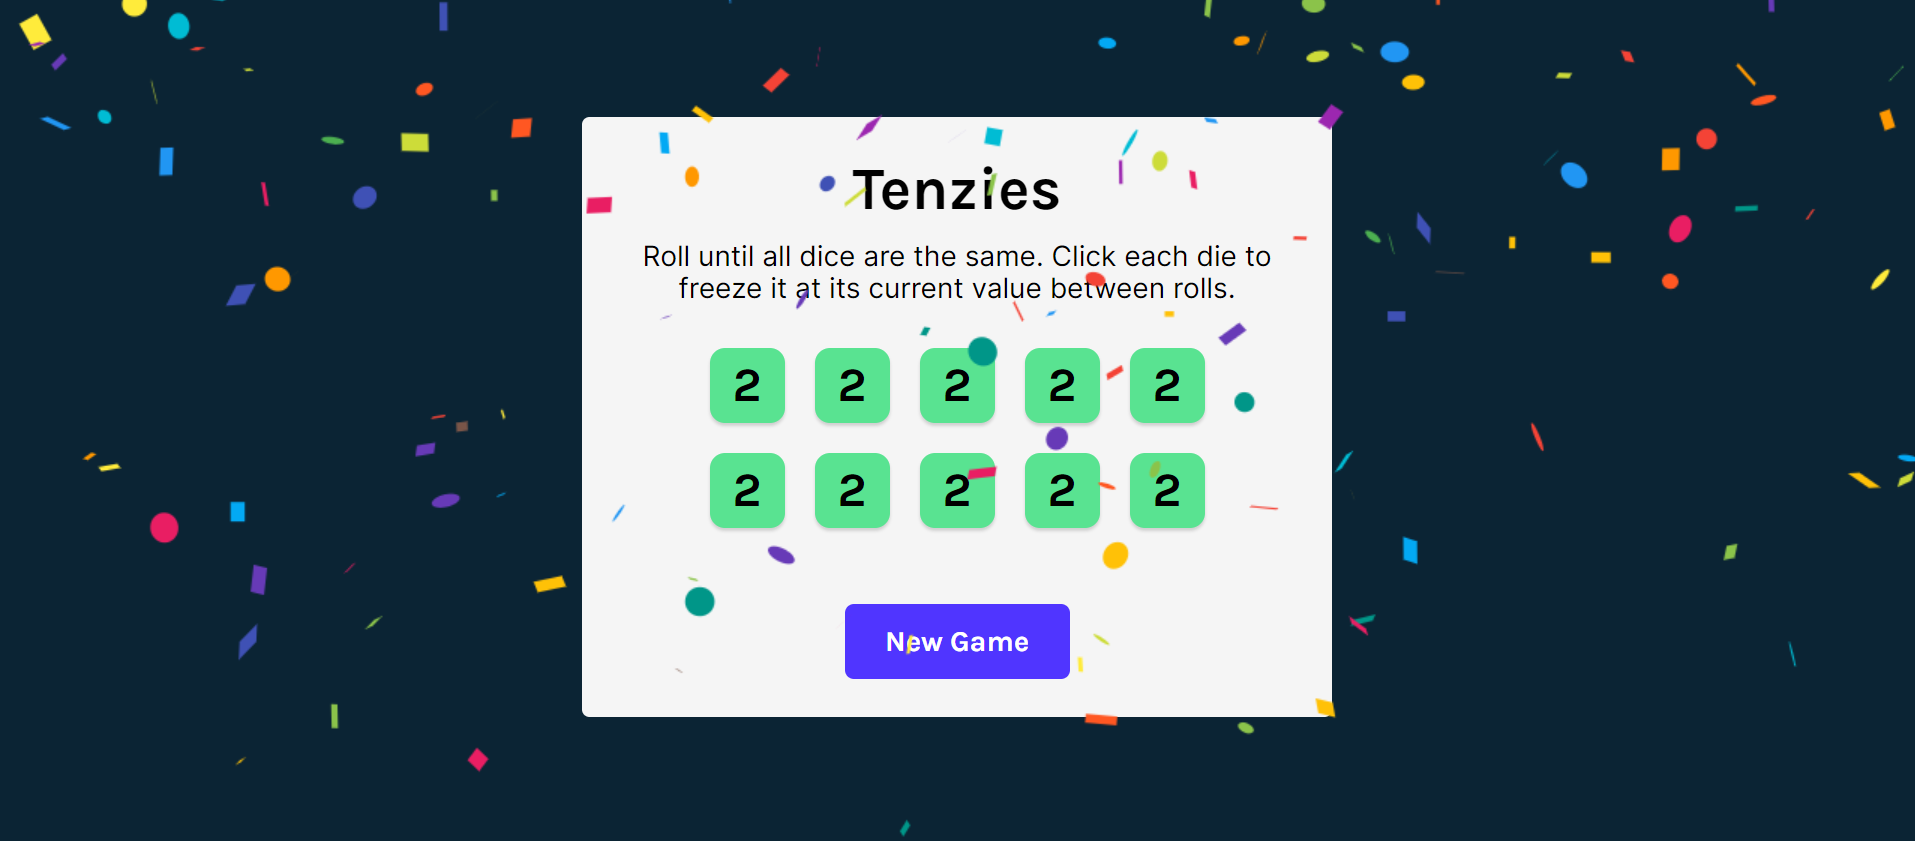 Tenzies
Roll until all dice are the same. Click each die to
freeze it at its current value between rolls.
2 2 2 2 2
2 2 2 2 2
New Game